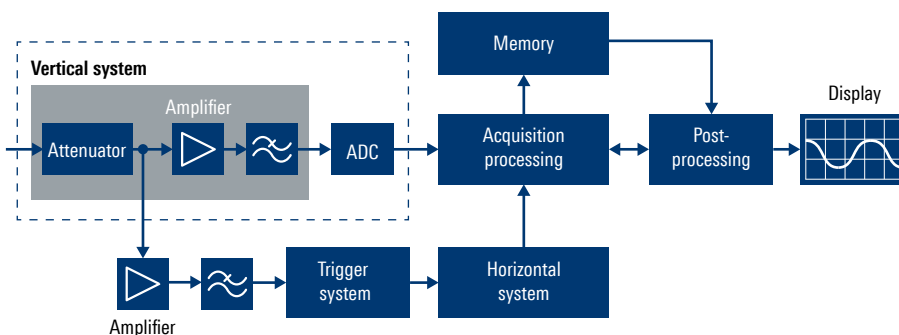 Memory
Vertical system
Amplifier
Display
Attenuator
ADC
Acquisition
processing
Post-
processing
Trigger
system
Horizontal
system
Amplifier